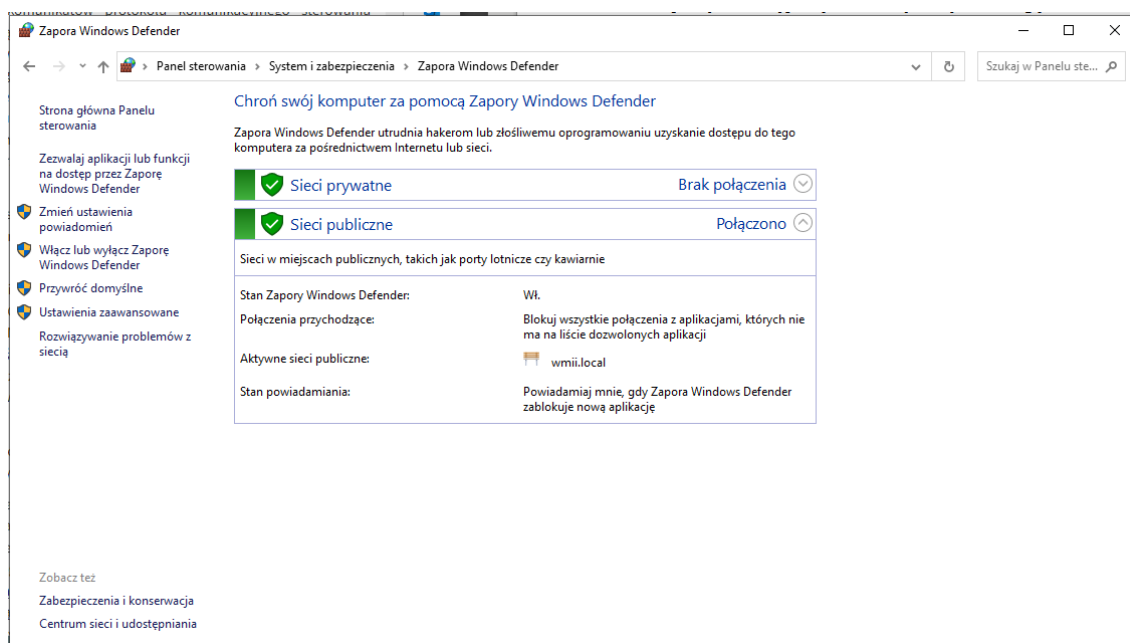 komunikatów protokołu komunikacyjnego sterowania
Zapora Windows Defender
Panel sterowania > System i zabezpieczenia > Zapora Windows Defender
Szukaj w Panelu ste...
Strona główna Panelu
sterowania
Zezwalaj aplikacji lub funkcji
na dostęp przez Zaporę
Windows Defender
Zmień ustawienia
powiadomień
Włącz lub wyłącz Zaporę
Windows Defender
Przywróć domyślne
Ustawienia zaawansowane
Rozwiązywanie problemów z
siecią
Chroń swój komputer za pomocą Zapory Windows Defender
Zapora Windows Defender utrudnia hakerom lub złośliwemu oprogramowaniu uzyskanie dostępu do tego
komputera za pośrednictwem Internetu lub sieci.
Sieci prywatne Brak połączenia
Sieci publiczne Połączono
Sieci w miejscach publicznych, takich jak porty lotnicze czy kawiarnie
Stan Zapory Windows Defender: Wł.
Połączenia przychodzące: Blokuj wszystkie połączenia z aplikacjami, których nie
ma na liście dozwolonych aplikacji
Aktywne sieci publiczne: wmii.local
Stan powiadamiania: Powiadamiaj mnie, gdy Zapora Windows Defender
zablokuje nową aplikację
Zobacz też
Zabezpieczenia i konserwacja
Centrum sieci i udostępniania